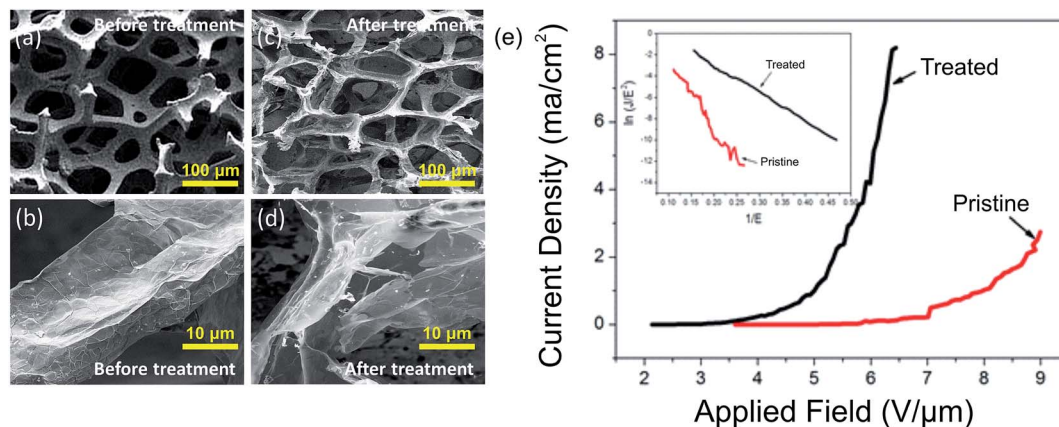 Before treatment
(a)
100 µm
After treatment
(c)
100 µm
(b)
10 µm
Before treatment
(d)
10 µm
After treatment
(e)
Current Density (ma/cm²)
8
6
4
2
0
2
3
4
5
6
7
8
9
Applied Field (V/µm)
Treated
Pristine
ln (J/E²)
0
-2
-4
-6
-8
-10
-12
-14
0.10
0.15
0.20
0.25
0.30
0.35
0.40
0.45
0.50
1/E
Treated
Pristine